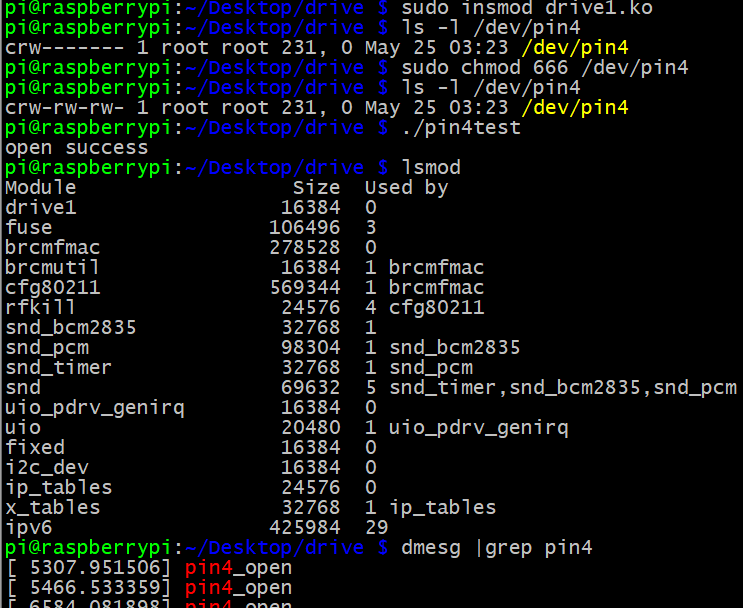 pi@raspberrypi:~/Desktop/drive $ sudo insmod drive1.ko
pi@raspberrypi:~/Desktop/drive $ ls -l /dev/pin4
crw------- 1 root root 231, 0 May 25 03:23 /dev/pin4
pi@raspberrypi:~/Desktop/drive $ sudo chmod 666 /dev/pin4
pi@raspberrypi:~/Desktop/drive $ ls -l /dev/pin4
crw-rw-rw- 1 root root 231, 0 May 25 03:23 /dev/pin4
pi@raspberrypi:~/Desktop/drive $ ./pin4test
open success
pi@raspberrypi:~/Desktop/drive $ lsmod
Module                  Size  Used by
drive1                 16384  0
fuse                  106496  3
brcmfmac              278528  0
brcmutil               16384  1 brcmfmac
cfg80211              569344  1 brcmfmac
rfkill                 24576  4 cfg80211
snd_bcm2835            32768  1
snd_pcm                98304  1 snd_bcm2835
snd_timer              32768  1 snd_pcm
snd                    69632  5 snd_timer,snd_bcm2835,snd_pcm
uio_pdrv_genirq        16384  0
uio                    20480  1 uio_pdrv_genirq
fixed                  16384  0
i2c_dev                16384  0
ip_tables              24576  0
x_tables               32768  1 ip_tables
ipv6                  425984  29
pi@raspberrypi:~/Desktop/drive $ dmesg |grep pin4
[ 5307.951506] pin4_open
[ 5466.533359] pin4_open
[ 6584.081898] pin4_open